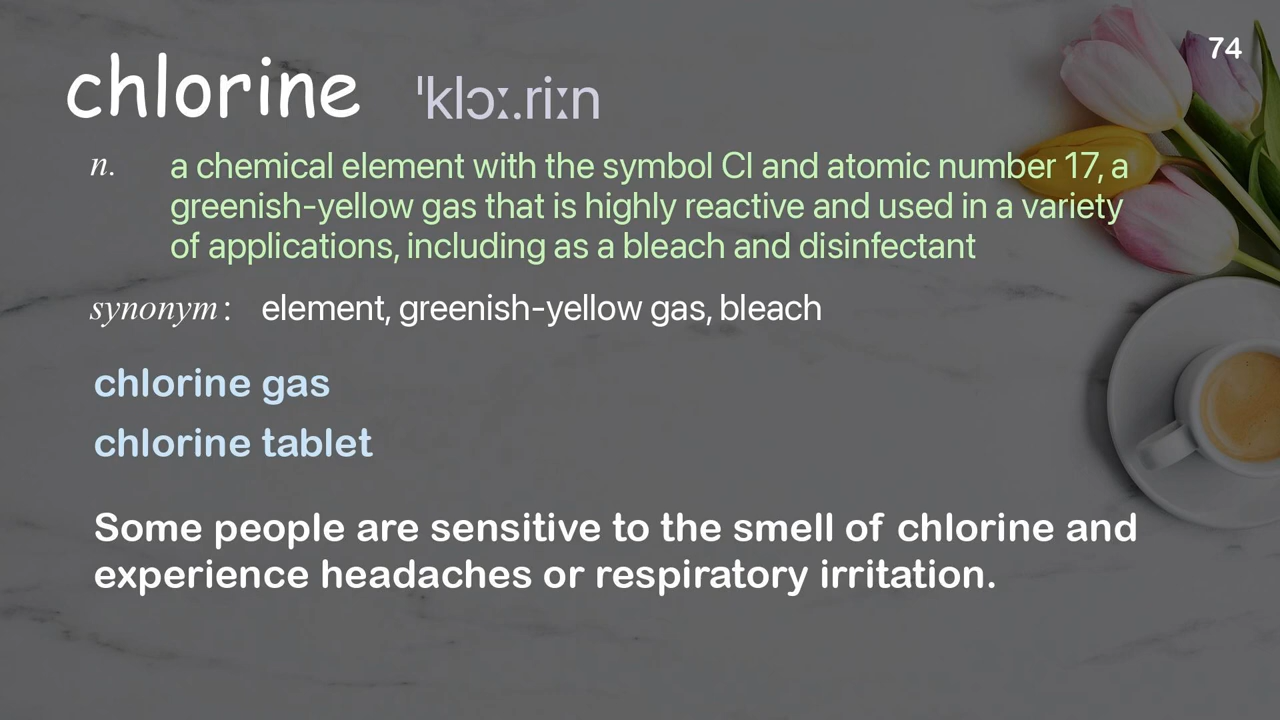 74
chlorine ˈklɔː.riːn
n. a chemical element with the symbol Cl and atomic number 17, a
greenish-yellow gas that is highly reactive and used in a variety
of applications, including as a bleach and disinfectant
synonym: element, greenish-yellow gas, bleach
chlorine gas
chlorine tablet
Some people are sensitive to the smell of chlorine and
experience headaches or respiratory irritation.